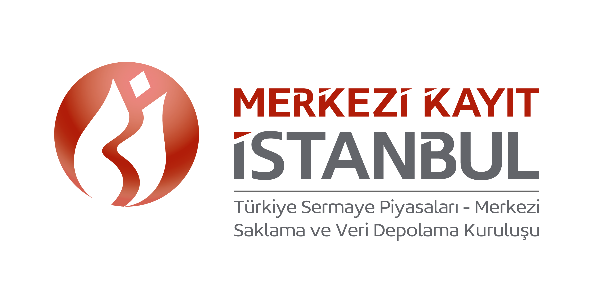 MERKEZİ KAYIT
İSTANBUL
Türkiye Sermaye Piyasaları - Merkezi
Saklama ve Veri Depolama Kuruluşu